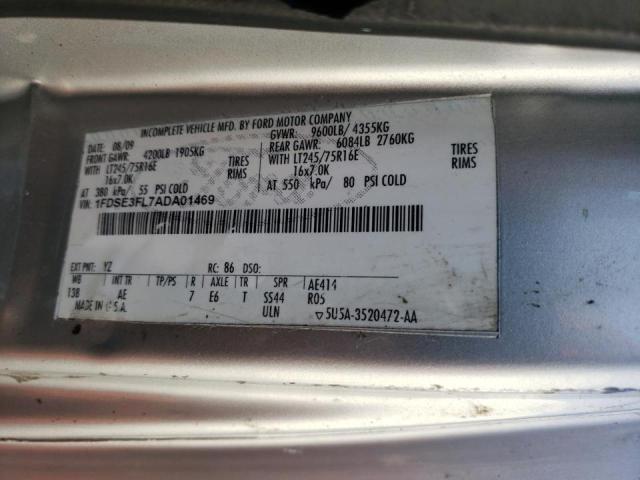 INCOMPLETE VEHICLE MFD. BY FORD MOTOR COMPANY
DATE: 08/09 GVWR: 9600LB/ 4355KG
FRONT GAWR: 4200LB 1905KG REAR GAWR: 6084LB 2760KG
WITH LT245/75R16E TIRES WITH LT245/75R16E TIRES
16x7.0K RIMS 16x7.0K RIMS
AT 380 kPa/ 55 PSI COLD AT 550 kPa/ 80 PSI COLD
1FDSE3FL7ADA01469
EXT PNT: YZ RC: 86 DSO:
WB INT TR TP/PS R AXLE TR SPR AE414
138 AE 7 E6 T SS44 R05
MADE IN U.S.A. ULN ▽5U5A-3520472-AA